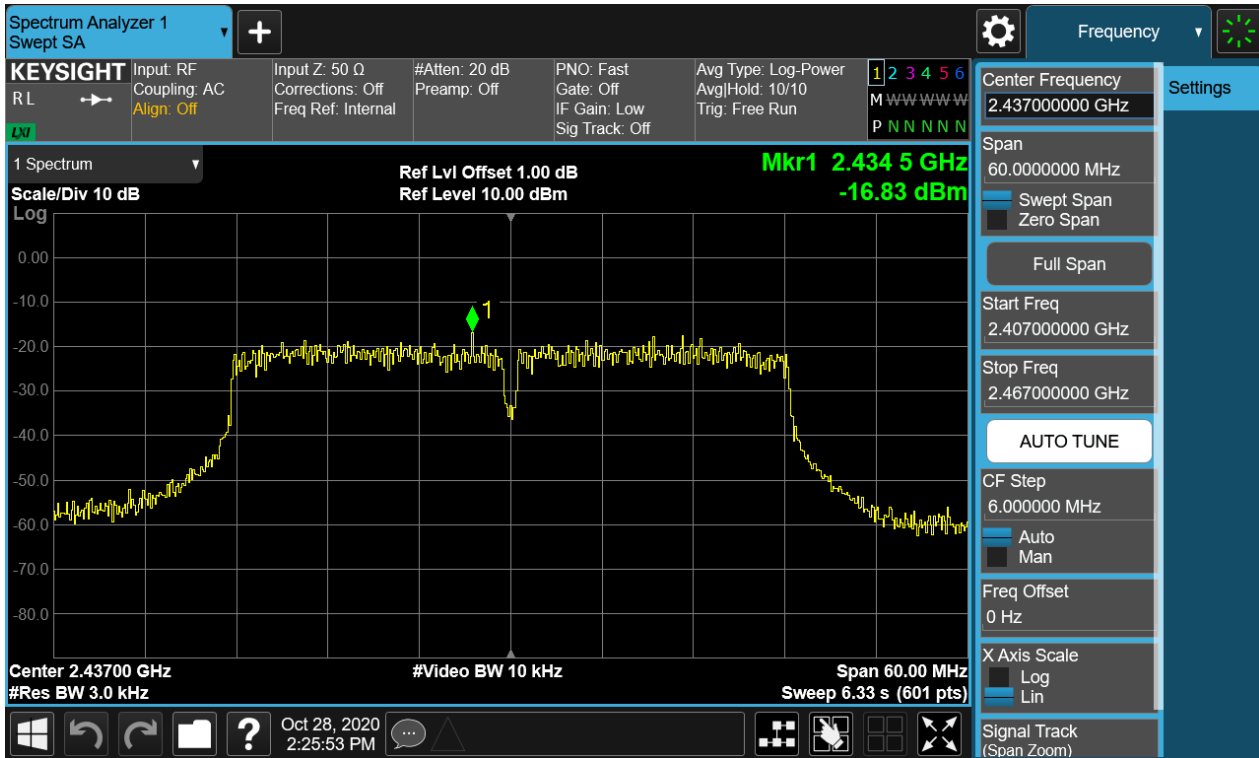 Spectrum Analyzer 1
Swept SA
+
Frequency
KEYSIGHT
R L
LXI
Input: RF
Coupling: AC
Align: Off
Input Z: 50 Ω
Corrections: Off
Freq Ref: Internal
#Atten: 20 dB
Preamp: Off
PNO: Fast
Gate: Off
IF Gain: Low
Sig Track: Off
Avg Type: Log-Power
Avg|Hold: 10/10
Trig: Free Run
1 2 3 4 5 6
M W W W W W
P N N N N N
1 Spectrum
Scale/Div 10 dB
Log
Ref Lvl Offset 1.00 dB
Ref Level 10.00 dBm
Mkr1 2.434 5 GHz
-16.83 dBm
1
0.00
-10.0
-20.0
-30.0
-40.0
-50.0
-60.0
-70.0
-80.0
Center 2.43700 GHz
#Res BW 3.0 kHz
#Video BW 10 kHz
Span 60.00 MHz
Sweep 6.33 s (601 pts)
Center Frequency
2.437000000 GHz
Settings
Span
60.0000000 MHz
Swept Span
Zero Span
Full Span
Start Freq
2.407000000 GHz
Stop Freq
2.467000000 GHz
AUTO TUNE
CF Step
6.000000 MHz
Auto
Man
Freq Offset
0 Hz
X Axis Scale
Log
Lin
Signal Track
(Span Zoom)
?
Oct 28, 2020
2:25:53 PM